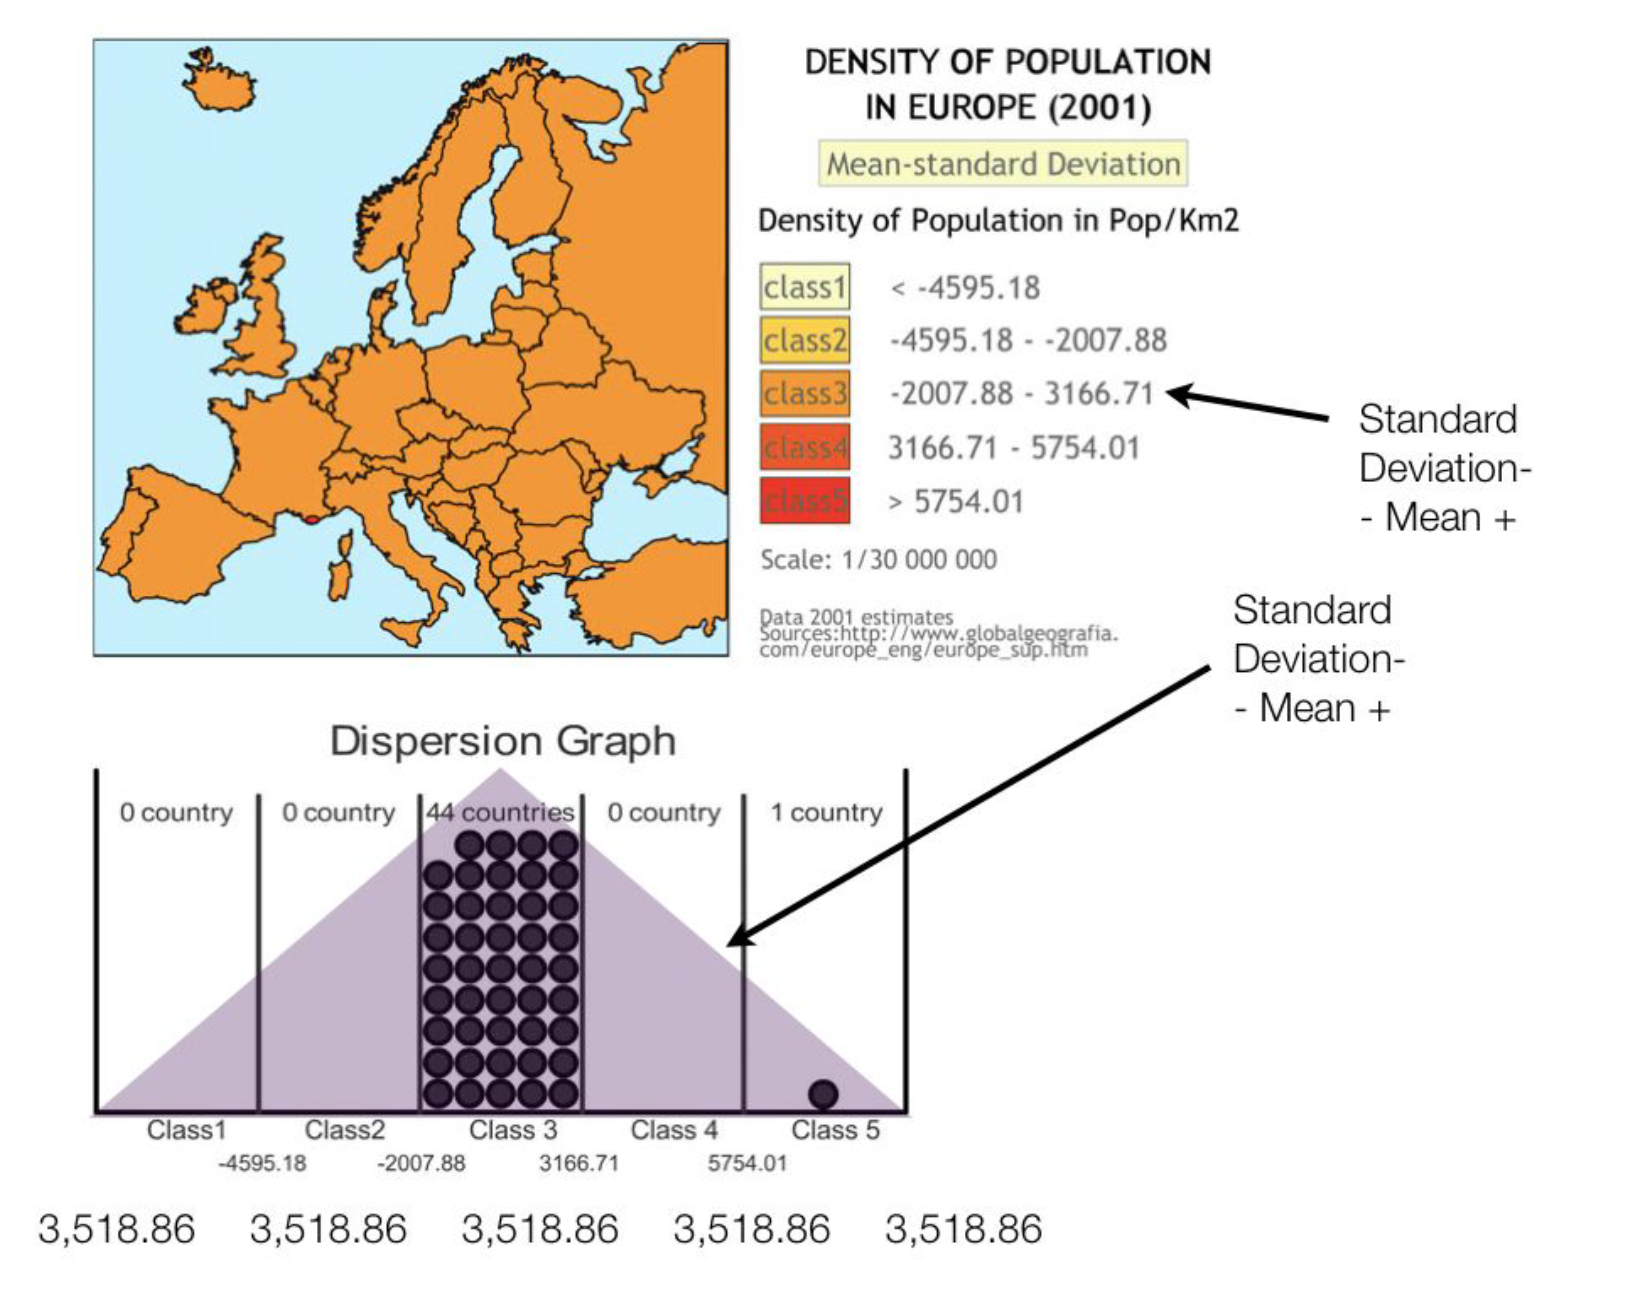 DENSITY OF POPULATION
IN EUROPE (2001)
Mean-standard Deviation
Density of Population in Pop/Km2
class1 < -4595.18
class2 -4595.18 - -2007.88
class3 -2007.88 - 3166.71
class4 3166.71 - 5754.01
class5 > 5754.01
Scale: 1/30 000 000
Data 2001 estimates
Sources:http://www.globalgeografia.
com/europe_eng/europe_sup.htm
Standard
Deviation-
- Mean +
Standard
Deviation-
- Mean +
Dispersion Graph
0 country 0 country 44 countries 0 country 1 country
Class1 Class2 Class 3 Class 4 Class 5
-4595.18 -2007.88 3166.71 5754.01
3,518.86 3,518.86 3,518.86 3,518.86 3,518.86